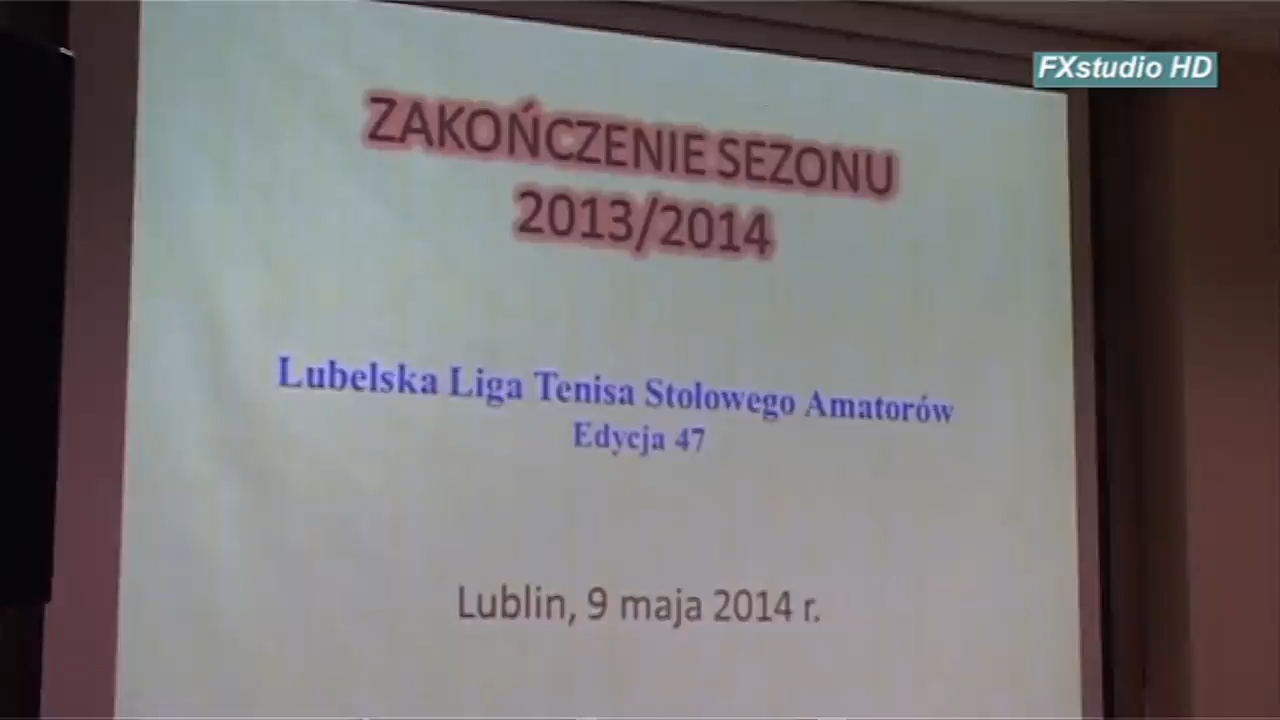 FXstudio HD
ZAKOŃCZENIE SEZONU
2013/2014
Lubelska Liga Tenisa Stolowego Amatorów
Edycja 47
Lublin, 9 maja 2014 r.